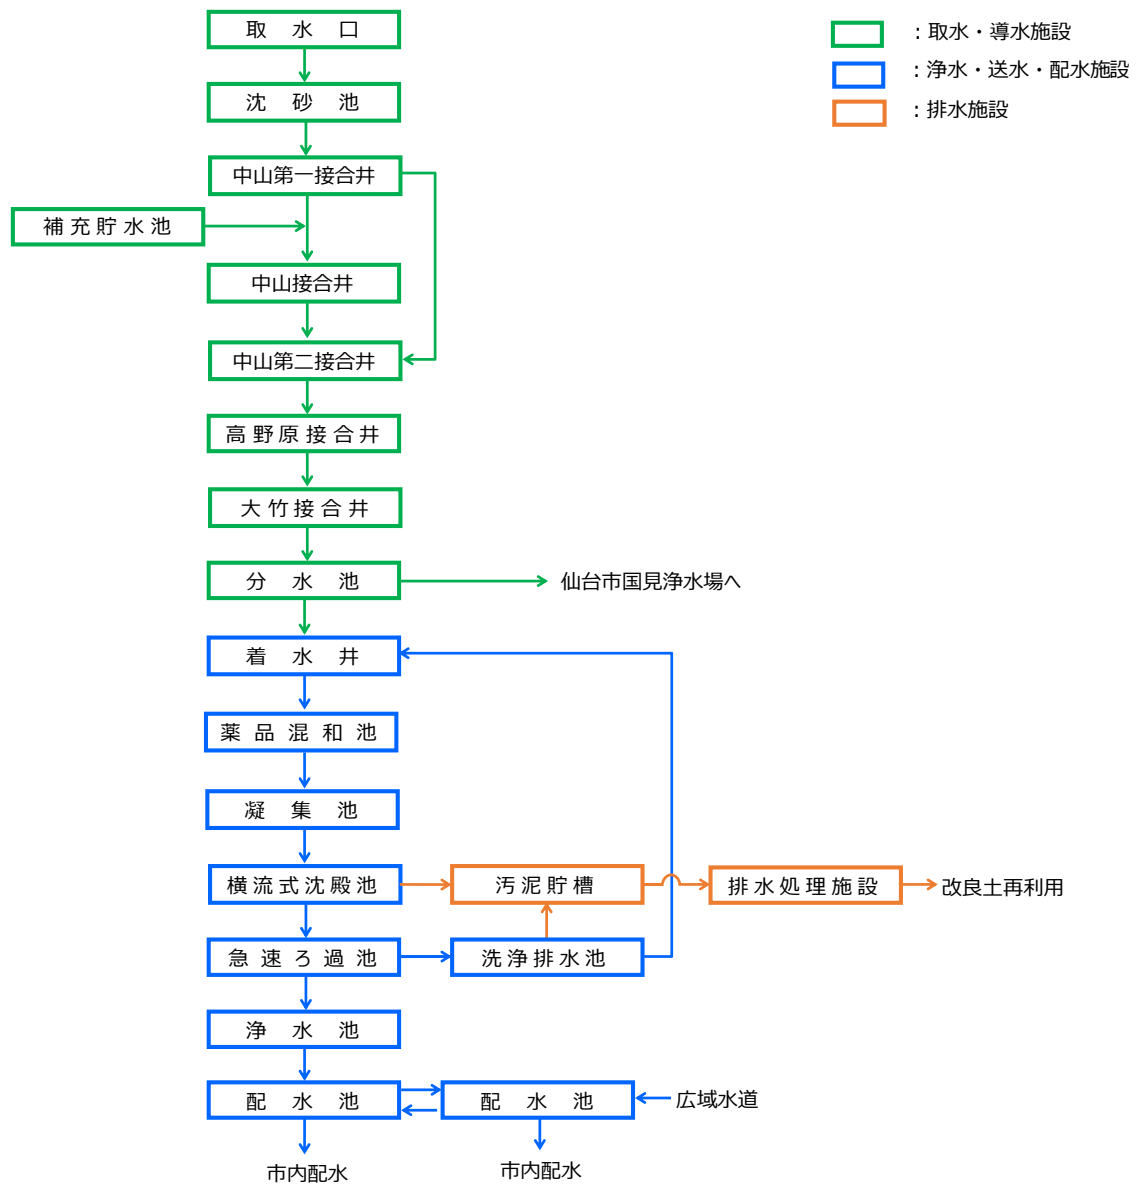 取水口
：取水・導水施設
：浄水・送水・配水施設
：排水施設
沈砂池
中山第一接合井
補充貯水池
中山接合井
中山第二接合井
高野原接合井
大竹接合井
分水池
仙台市国見浄水場へ
着水井
薬品混和池
凝集池
横流式沈殿池
汚泥貯槽
排水処理施設
改良土再利用
急速ろ過池
洗浄排水池
浄水池
配水池
配水池
広域水道
市内配水
市内配水